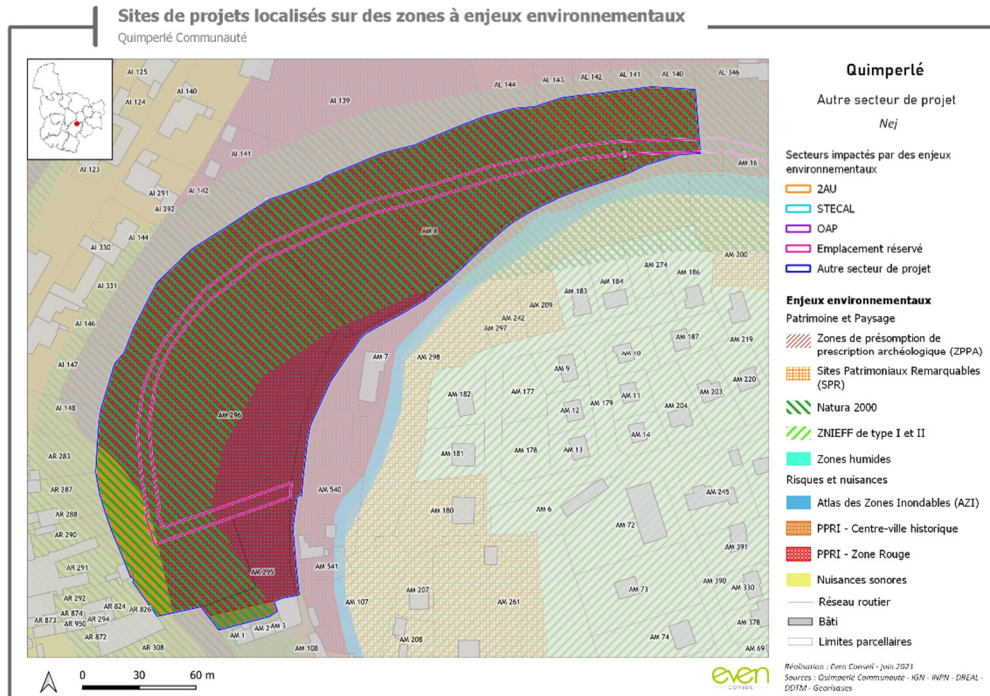 Sites de projets localisés sur des zones à enjeux environnementaux
Quimperlé Communauté
AI 125
AI 124
AI 140
AI 139
AL 144
AL 143
AL 142
AL 141
AL 140
AL 346
AI 141
AI 123
AI 142
AM 16
AI 291
AI 292
AI 144
AM 8
AI 330
AM 200
AM 274
AM 186
AM 184
AM 183
AI 331
AM 209
AM 242
AM 297
AI 146
AM 187
AM 219
AM 298
AM 7
AM 10
AI 147
AM 9
AM 220
AM 182
AM 177
AM 11
AM 203
AI 148
AM 296
AM 12
AM 179
AM 204
AM 14
AR 283
AM 181
AM 178
AM 13
AR 287
AM 540
AM 245
AR 288
AM 180
AM 6
AR 290
AM 72
AM 391
AR 291
AM 295
AM 541
AM 390
AM 330
AR 292
AR 824
AR 826
AM 107
AM 207
AM 261
AM 73
AR 874
AR 294
AR 873
AR 950
AM 378
AR 872
AM 1
AM 2
AM 3
AM 208
AM 74
AR 308
AM 108
AM 69
Quimperlé
Autre secteur de projet
Nej
Secteurs impactés par des enjeux
environnementaux
2AU
STECAL
OAP
Emplacement réservé
Autre secteur de projet
Enjeux environnementaux
Patrimoine et Paysage
Zones de présomption de
prescription archéologique (ZPPA)
Sites Patrimoniaux Remarquables
(SPR)
Natura 2000
ZNIEFF de type I et II
Zones humides
Risques et nuisances
Atlas des Zones Inondables (AZI)
PPRI - Centre-ville historique
PPRI - Zone Rouge
Nuisances sonores
Réseau routier
Bâti
Limites parcellaires
0 30 60 m
even
CONSEIL
Réalisation : Even Conseil - juin 2021
Sources : Quimperlé Communauté - IGN - INPN - DREAL -
DDTM - Géorisques